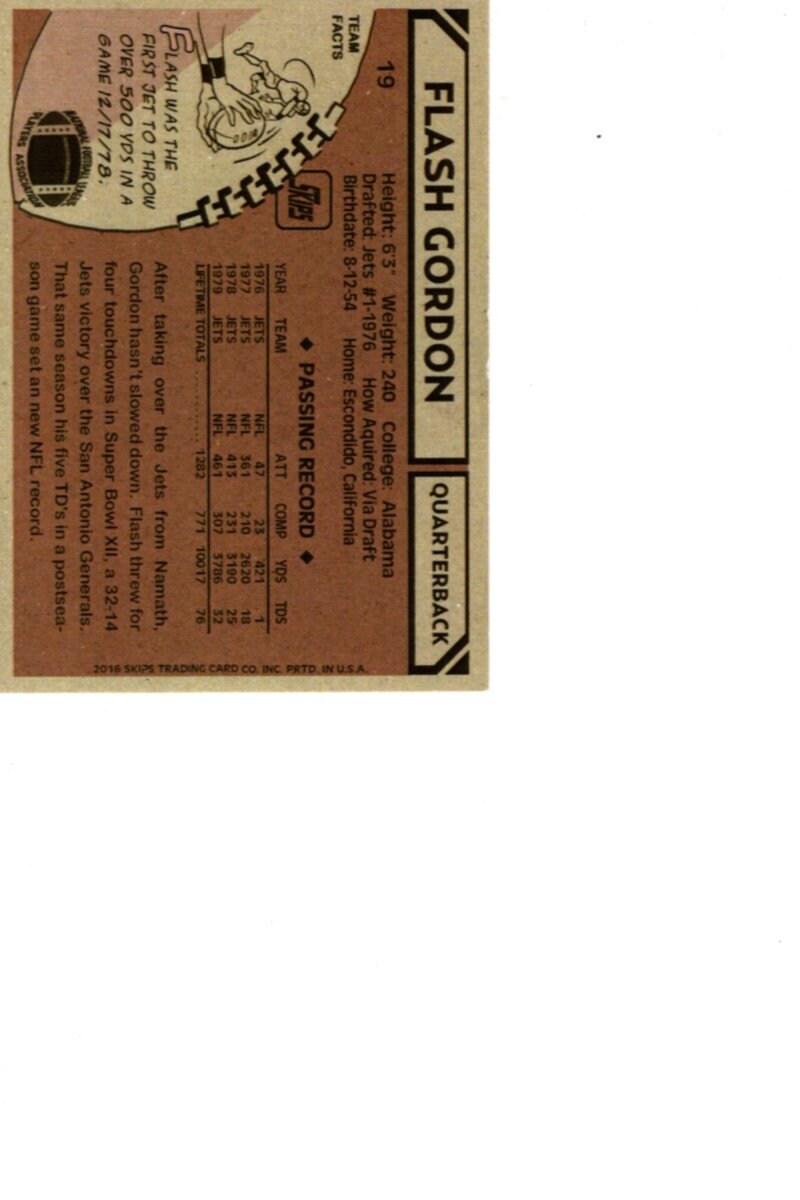 19
FLASH GORDON
QUARTERBACK
Height: 6'3" Weight: 240 College: Alabama
Drafted: Jets #1-1976 How Aquired: Via Draft
Birthdate: 8-12-54 Home: Escondido, California
TEAM
FACTS
FLASH WAS THE
FIRST JET TO THROW
OVER 500 YDS IN A
GAME 12/17/78.
NATIONAL FOOTBALL LEAGUE
PLAYERS ASSOCIATION
SKIPS
◆ PASSING RECORD ◆
YEAR TEAM ATT COMP YDS TDS
1976 JETS NFL 47 23 421 1
1977 JETS NFL 361 210 2620 18
1978 JETS NFL 413 231 3190 25
1979 JETS NFL 461 307 3786 32
LIFETIME TOTALS .......... 1282 771 10017 76
After taking over the Jets from Namath,
Gordon hasn't slowed down. Flash threw for
four touchdowns in Super Bowl XII, a 32-14
Jets victory over the San Antonio Generals.
That same season his five TD's in a postsea-
son game set an new NFL record.
2016 SKIPS TRADING CARD CO. INC. PRTD. IN U.S.A.